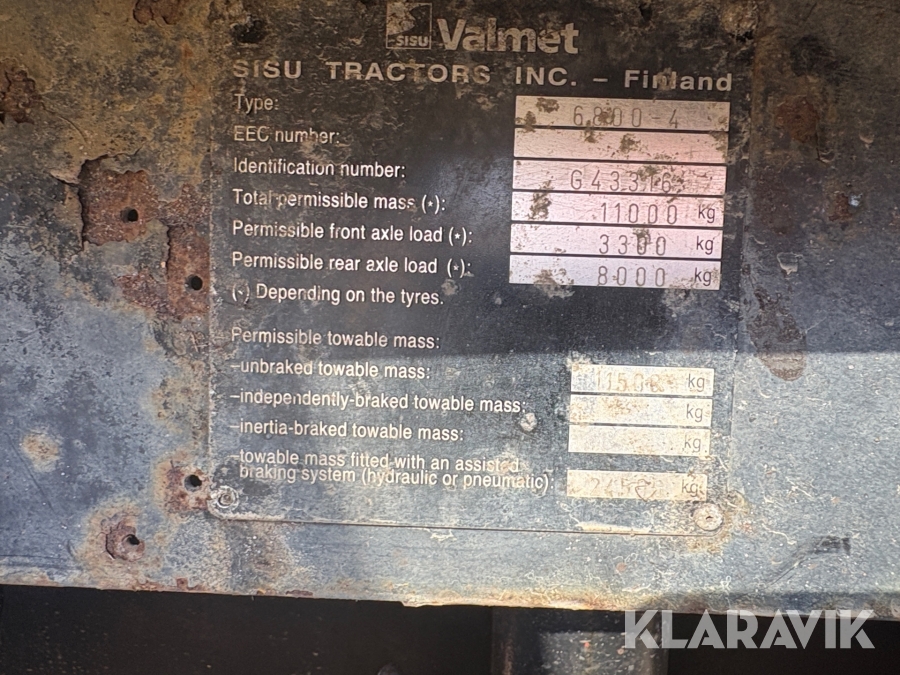 SISU Valmet
SISU TRACTORS INC. – Finland
Type: 6800-4
EEC number:
Identification number:
Total permissible mass (•): 11000 kg
Permissible front axle load (•): 3300 kg
Permissible rear axle load (•): 8000 kg
(•) Depending on the tyres.
Permissible towable mass:
–unbraked towable mass: kg
–independently-braked towable mass: kg
–inertia-braked towable mass: kg
–towable mass fitted with an assisted
braking system (hydraulic or pneumatic): kg
KLARAVIK